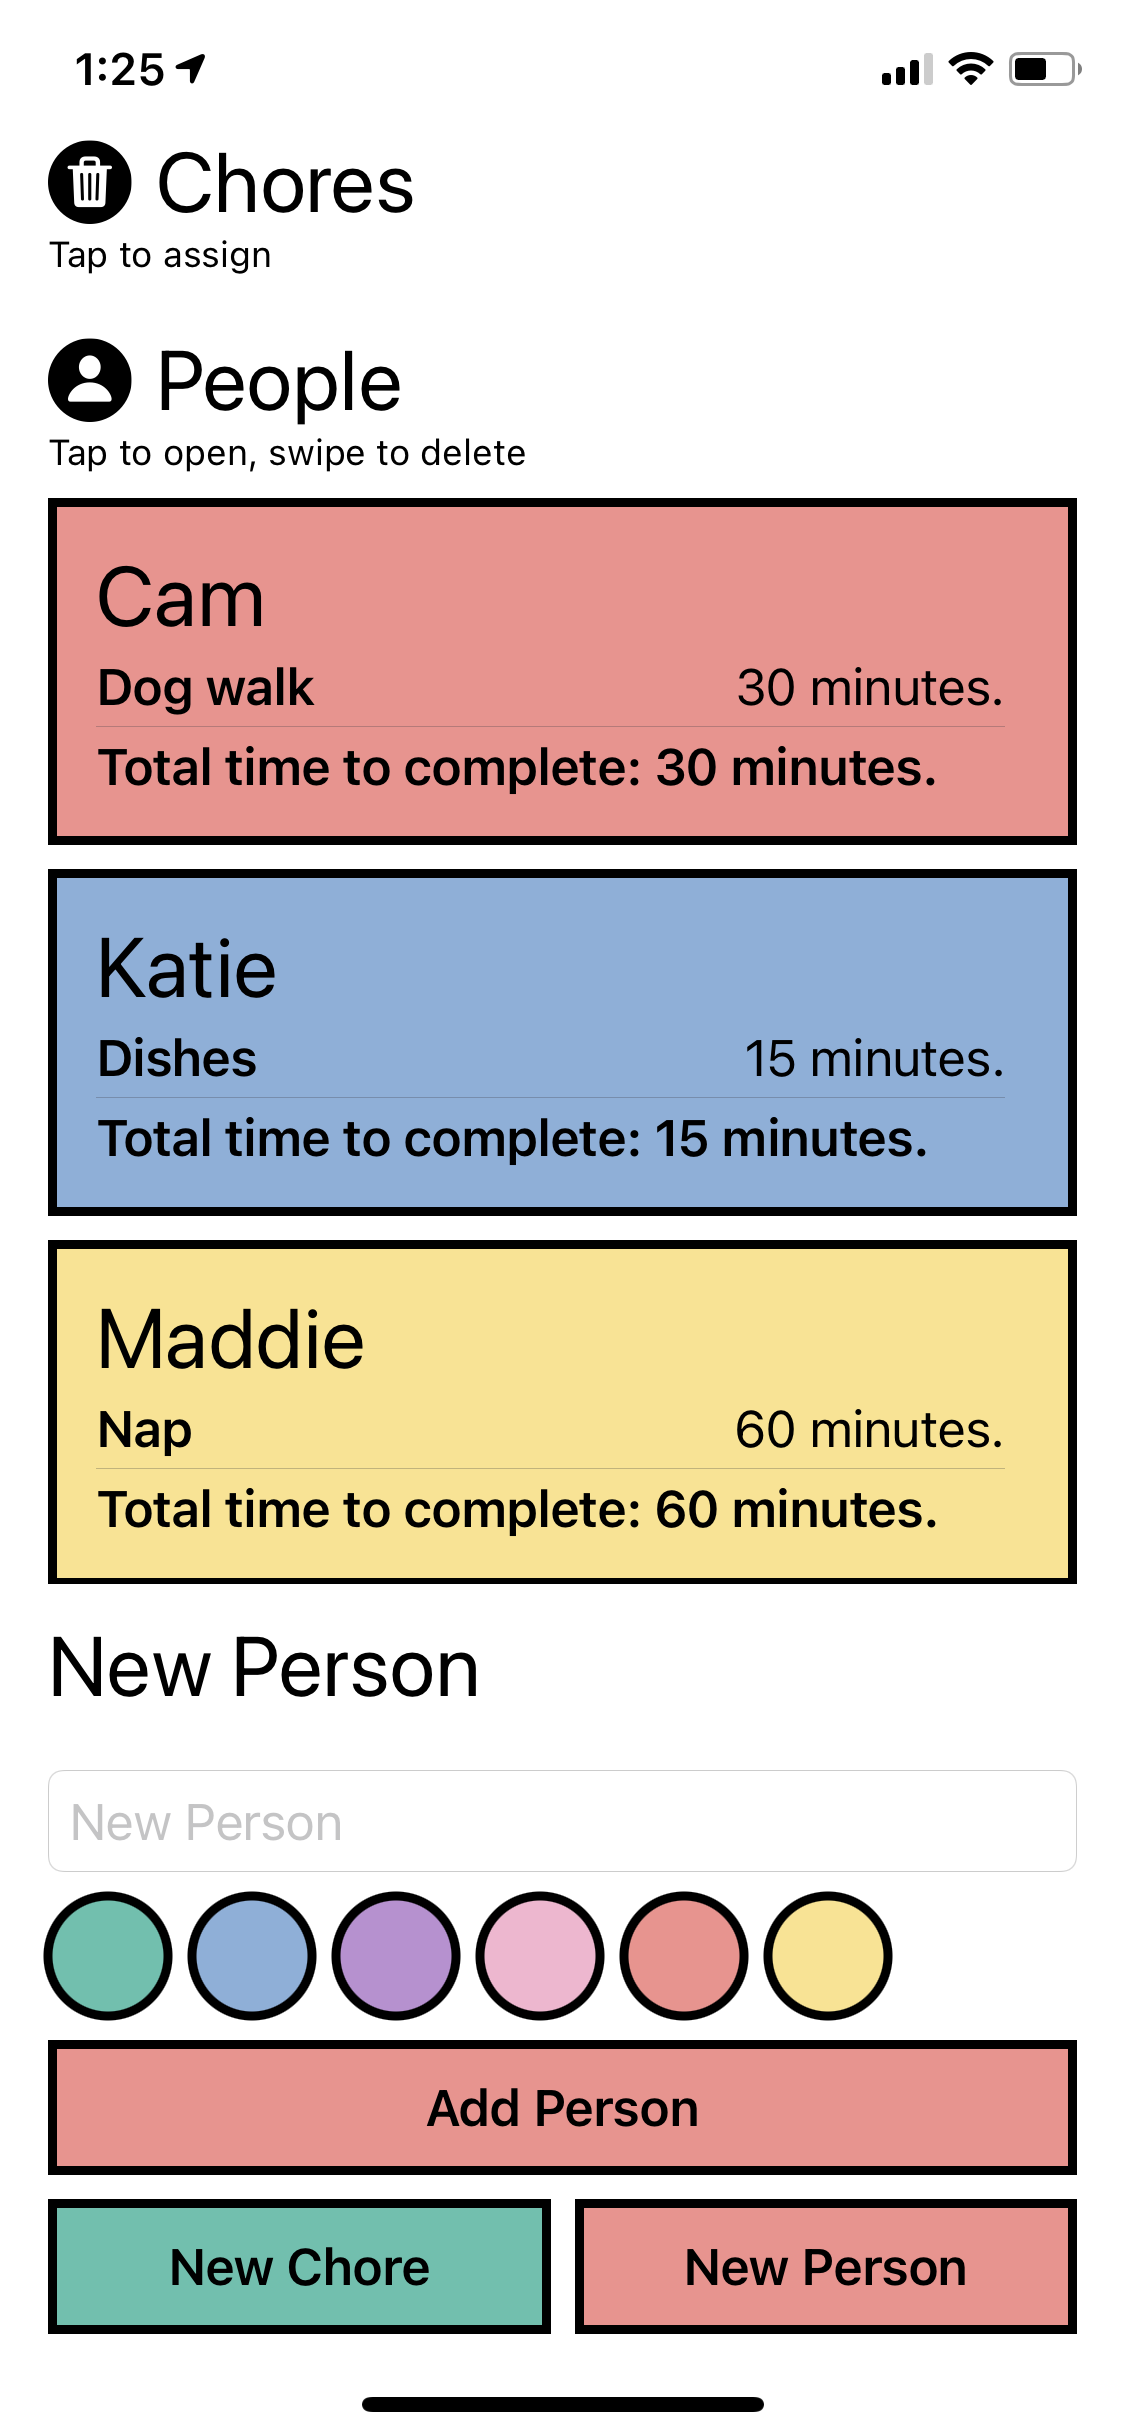 1:25
Chores
Tap to assign
People
Tap to open, swipe to delete
Cam
Dog walk 30 minutes.
Total time to complete: 30 minutes.
Katie
Dishes 15 minutes.
Total time to complete: 15 minutes.
Maddie
Nap 60 minutes.
Total time to complete: 60 minutes.
New Person
New Person
Add Person
New Chore New Person